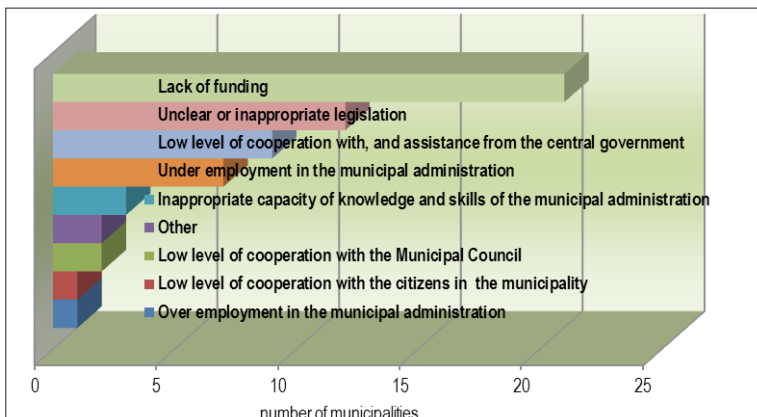 Lack of funding
Unclear or inappropriate legislation
Low level of cooperation with, and assistance from the central government
Under employment in the municipal administration
Inappropriate capacity of knowledge and skills of the municipal administration
Other
Low level of cooperation with the Municipal Council
Low level of cooperation with the citizens in the municipality
Over employment in the municipal administration
0 5 10 15 20 25
number of municipalities